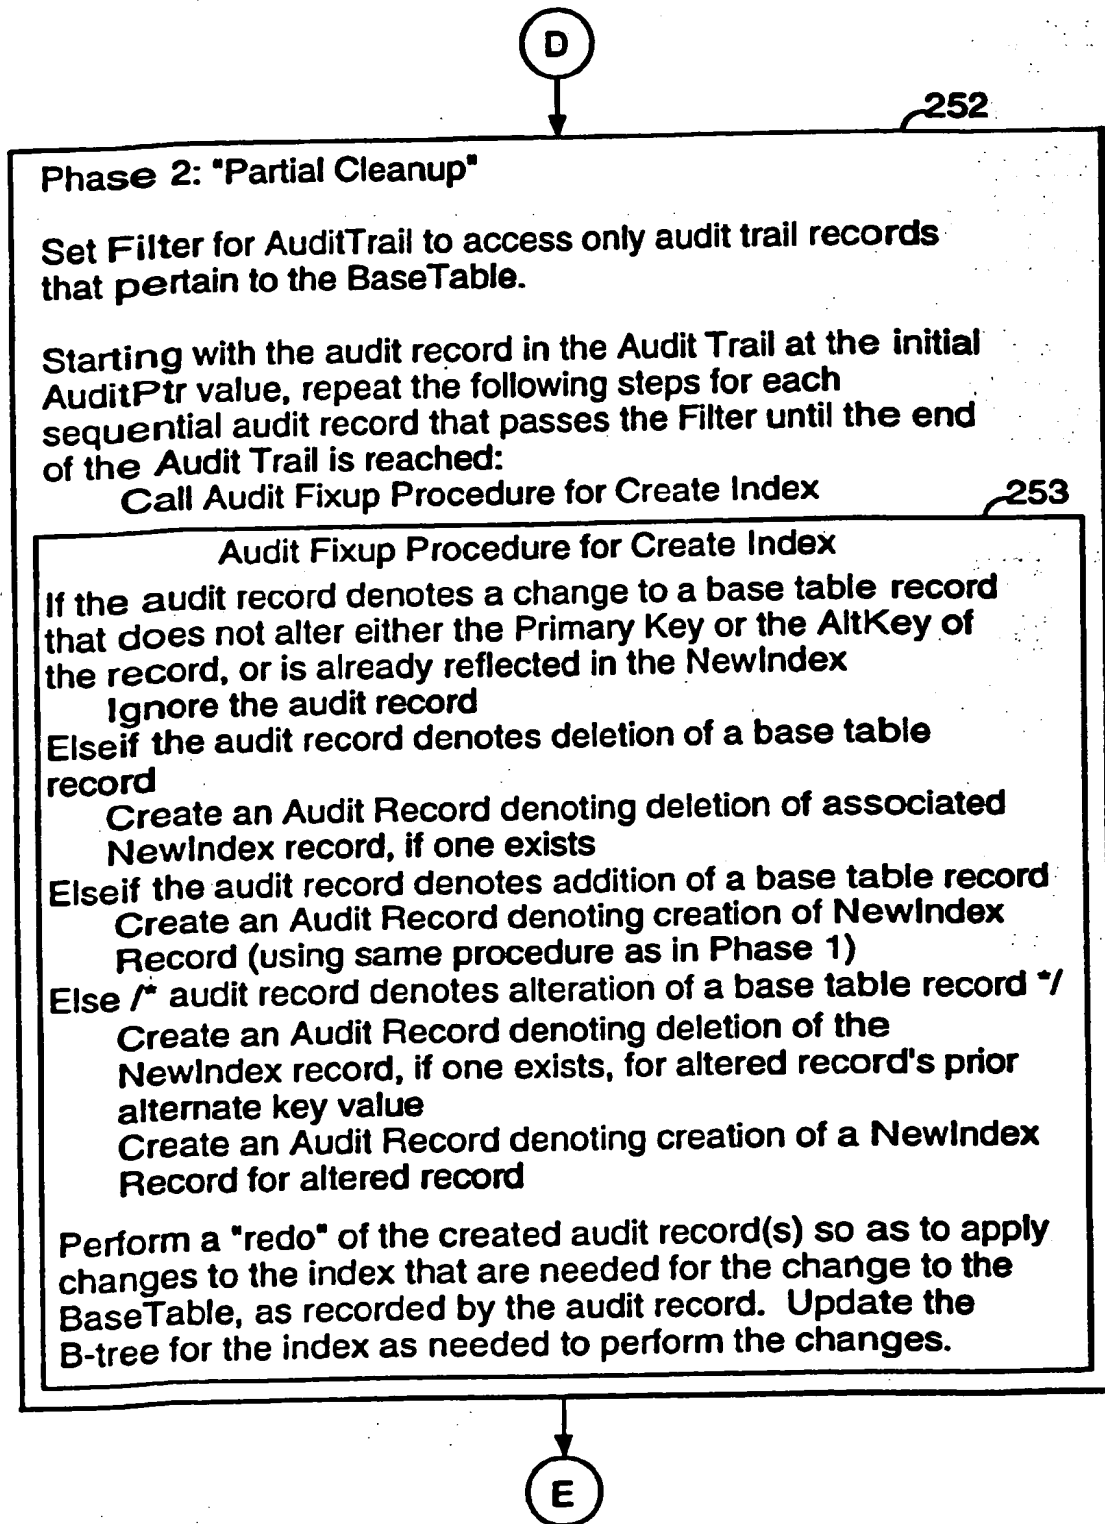 D
252
Phase 2: "Partial Cleanup"
Set Filter for AuditTrail to access only audit trail records
that pertain to the BaseTable.
Starting with the audit record in the Audit Trail at the initial
AuditPtr value, repeat the following steps for each
sequential audit record that passes the Filter until the end
of the Audit Trail is reached:
Call Audit Fixup Procedure for Create Index
253
Audit Fixup Procedure for Create Index
If the audit record denotes a change to a base table record
that does not alter either the Primary Key or the AltKey of
the record, or is already reflected in the NewIndex
Ignore the audit record
Elseif the audit record denotes deletion of a base table
record
Create an Audit Record denoting deletion of associated
NewIndex record, if one exists
Elseif the audit record denotes addition of a base table record
Create an Audit Record denoting creation of NewIndex
Record (using same procedure as in Phase 1)
Else /* audit record denotes alteration of a base table record */
Create an Audit Record denoting deletion of the
NewIndex record, if one exists, for altered record's prior
alternate key value
Create an Audit Record denoting creation of a NewIndex
Record for altered record
Perform a "redo" of the created audit record(s) so as to apply
changes to the index that are needed for the change to the
BaseTable, as recorded by the audit record. Update the
B-tree for the index as needed to perform the changes.
E